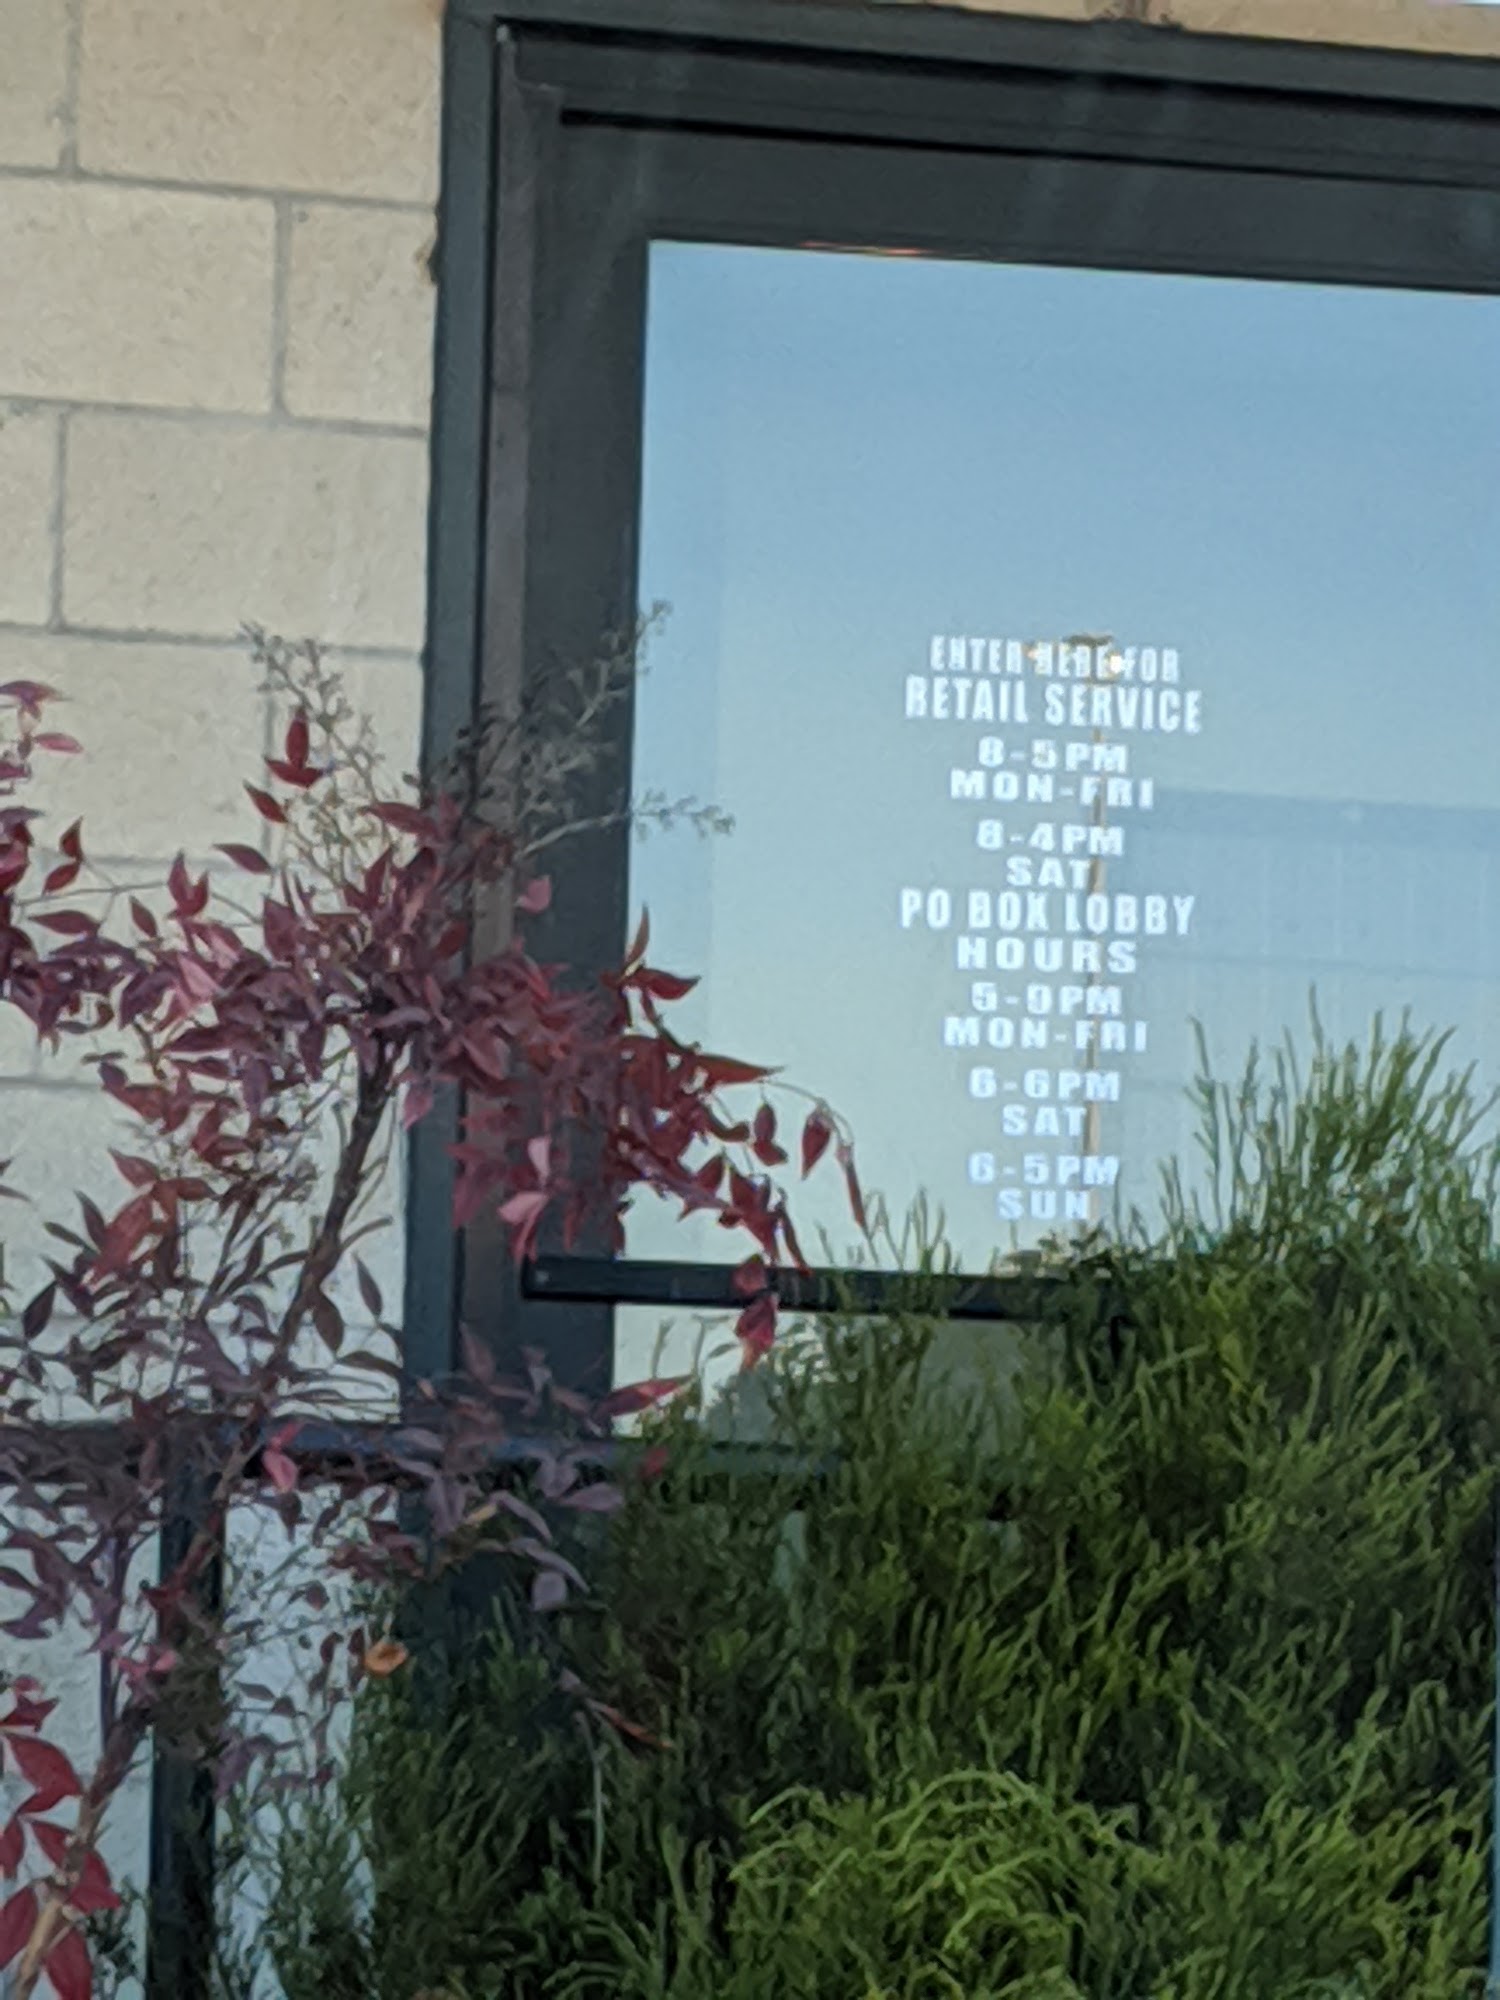 ENTER HERE FOR
RETAIL SERVICE
8-5PM
MON-FRI
8-4PM
SAT
PO BOX LOBBY
HOURS
5-9PM
MON-FRI
6-6PM
SAT
6-5PM
SUN